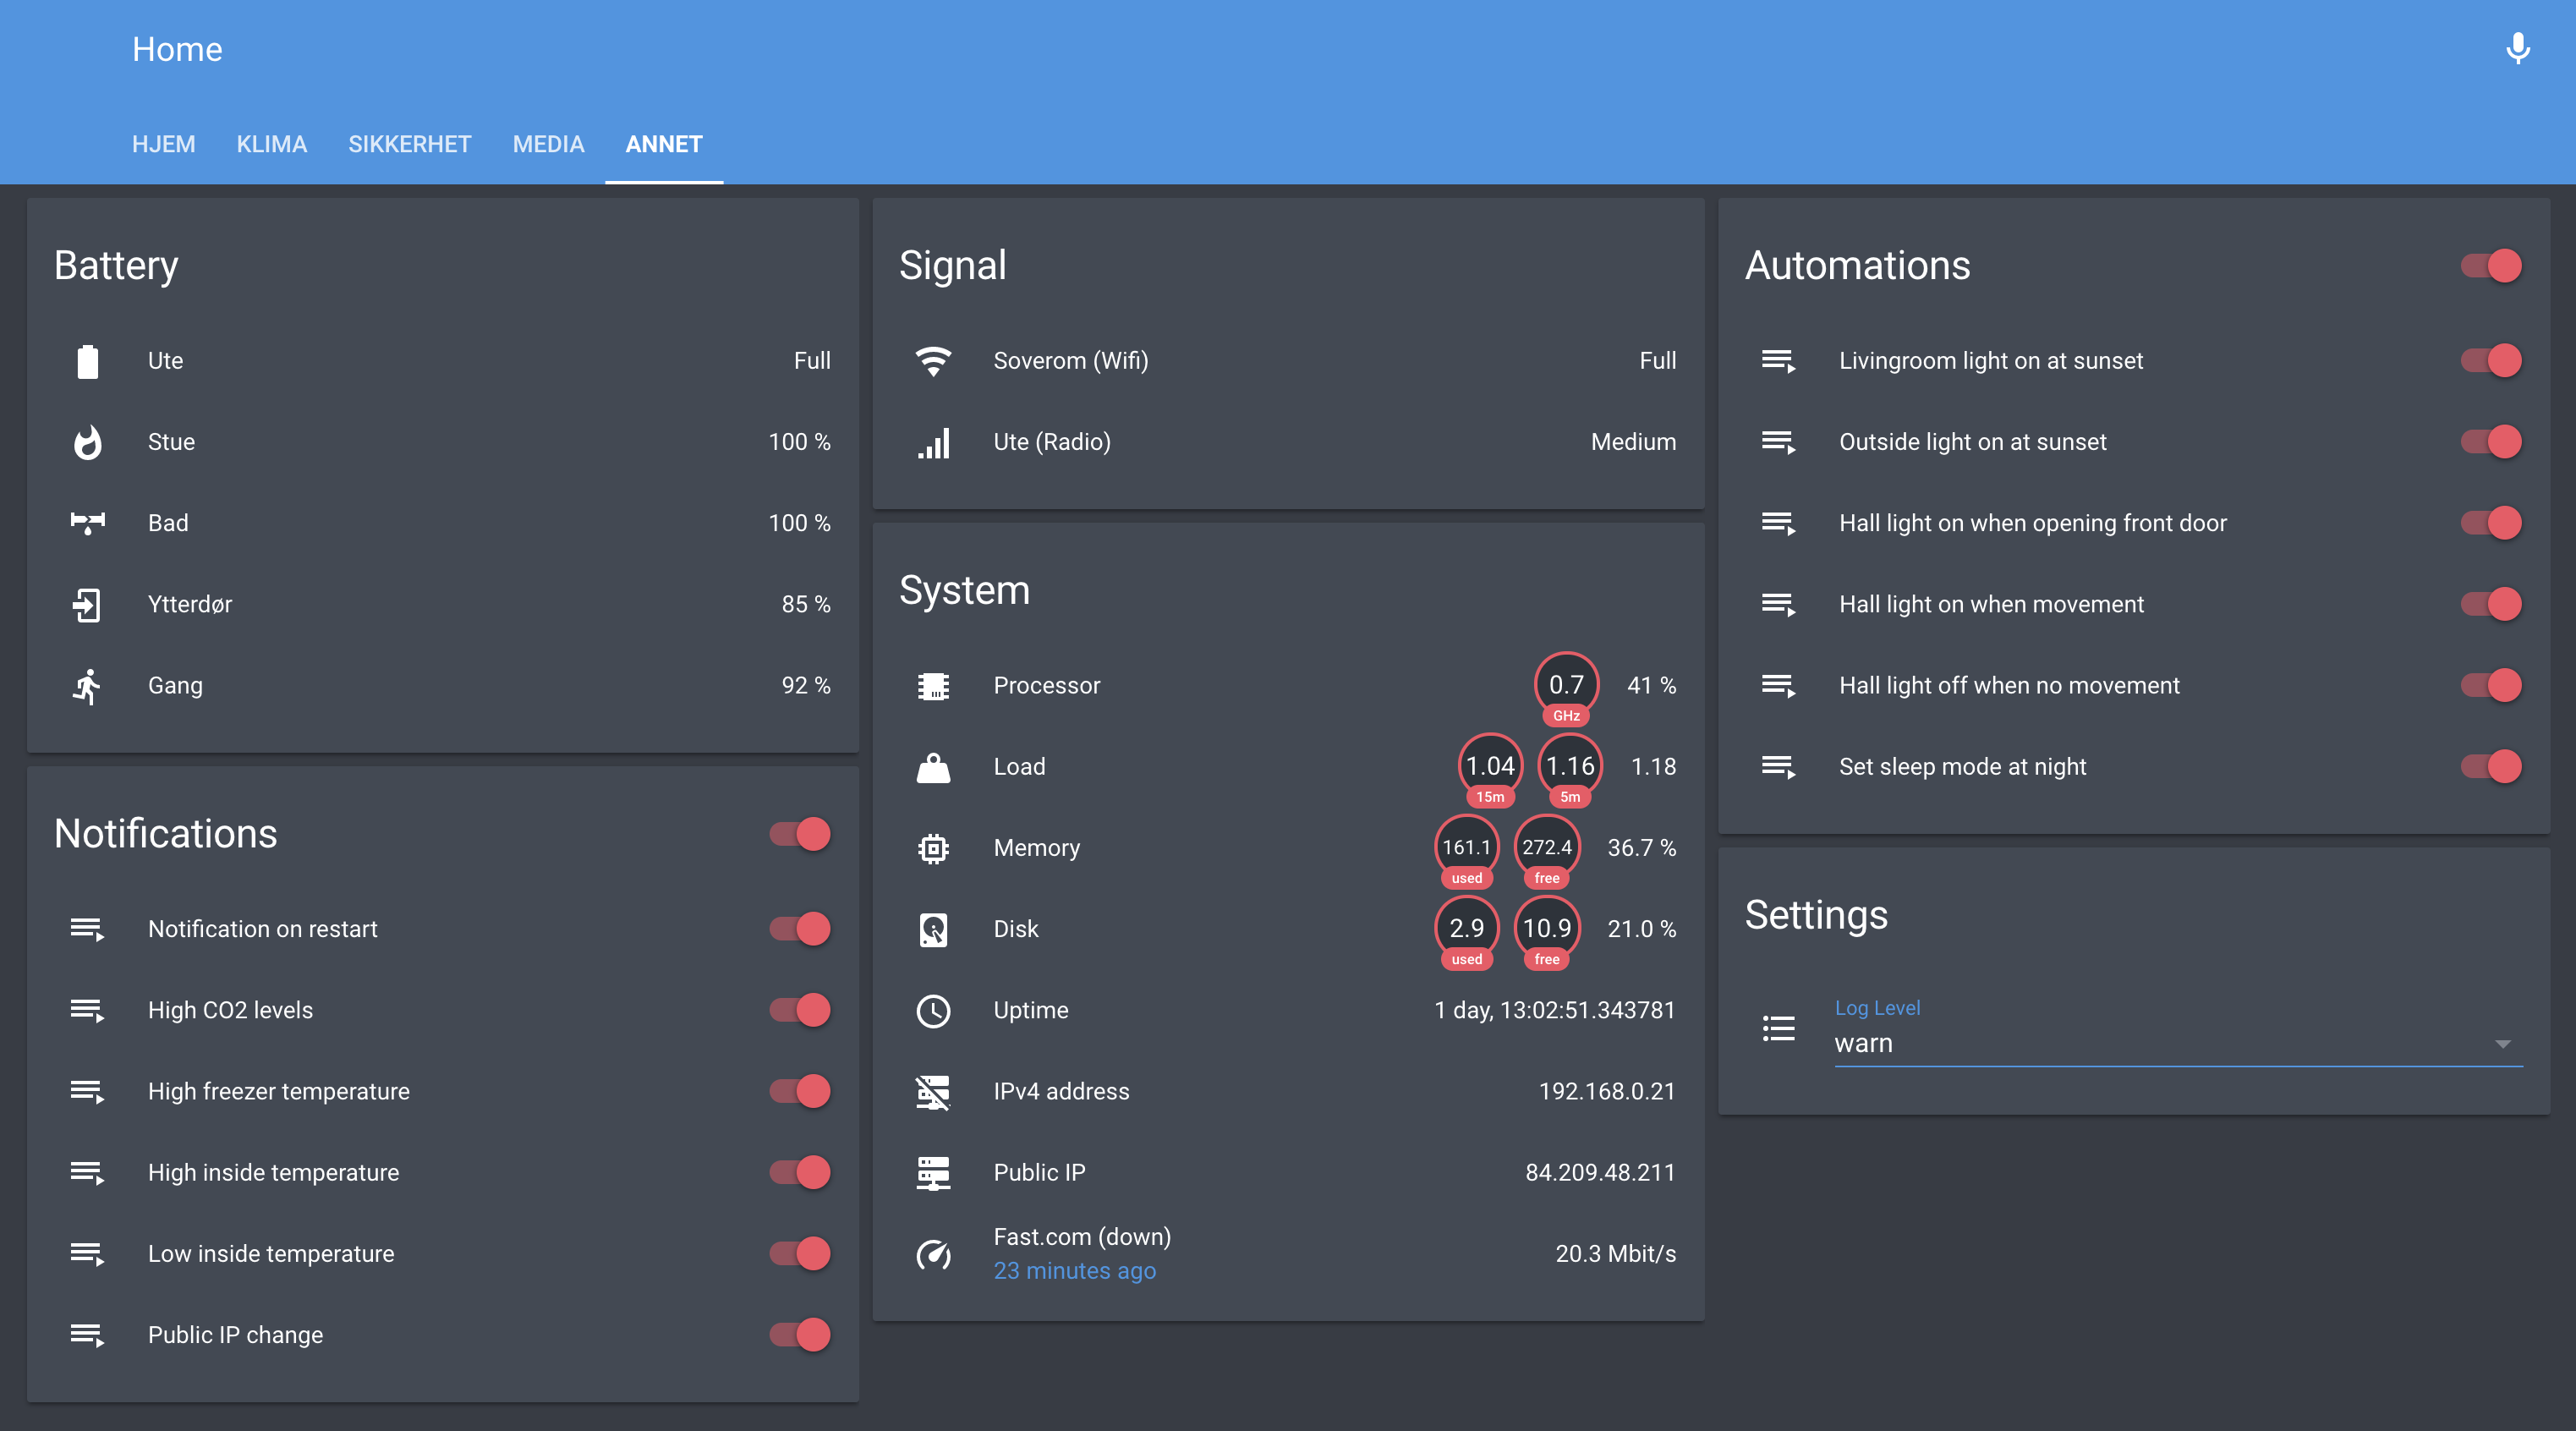 Home
HJEM KLIMA SIKKERHET MEDIA ANNET
Battery
Ute Full
Stue 100 %
Bad 100 %
Ytterdør 85 %
Gang 92 %
Notifications
Notification on restart
High CO2 levels
High freezer temperature
High inside temperature
Low inside temperature
Public IP change
Signal
Soverom (Wifi) Full
Ute (Radio) Medium
System
Processor 0.7 GHz 41 %
Load 1.04 15m 1.16 5m 1.18
Memory 161.1 used 272.4 free 36.7 %
Disk 2.9 used 10.9 free 21.0 %
Uptime 1 day, 13:02:51.343781
IPv4 address 192.168.0.21
Public IP 84.209.48.211
Fast.com (down) 20.3 Mbit/s
23 minutes ago
Automations
Livingroom light on at sunset
Outside light on at sunset
Hall light on when opening front door
Hall light on when movement
Hall light off when no movement
Set sleep mode at night
Settings
Log Level
warn